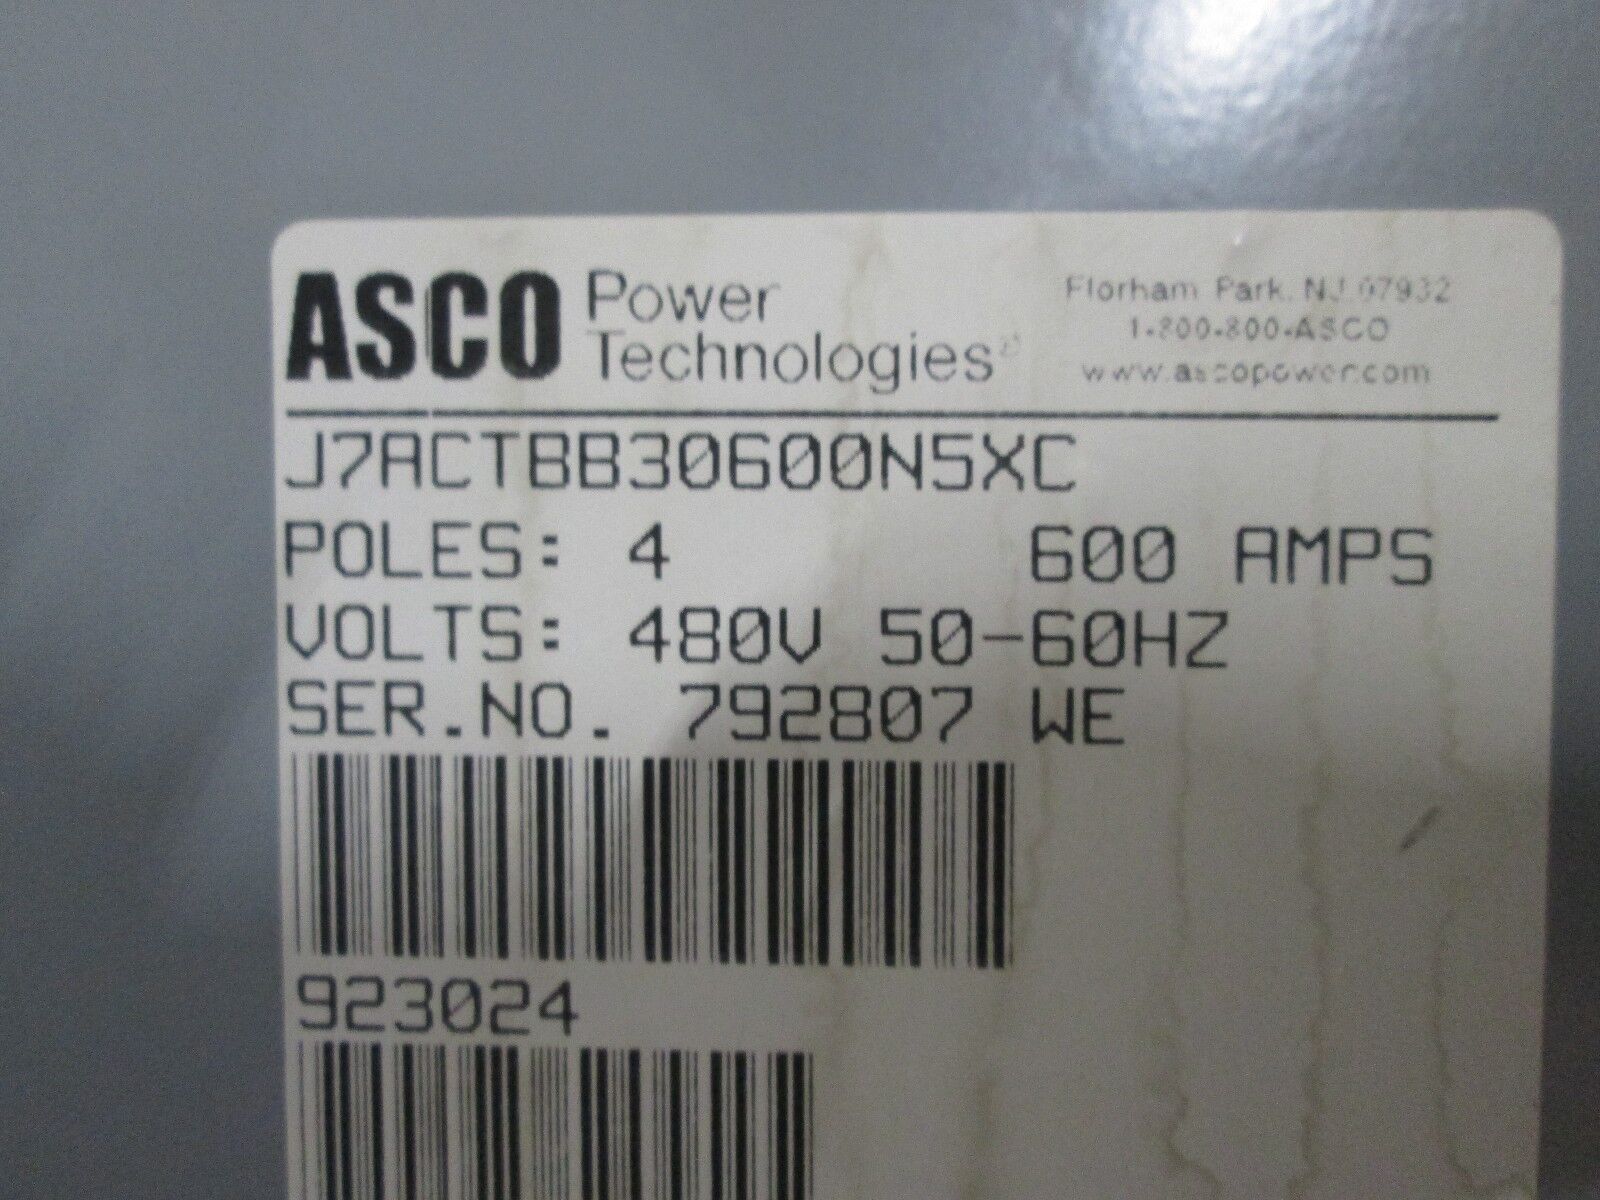 ASCO Power Technologies®
Florham Park, NJ 07932
1-800-800-ASCO
www.ascopower.com
J7ACTBB30600N5XC
POLES: 4 600 AMPS
VOLTS: 480V 50-60HZ
SER.NO. 792807 WE
923024